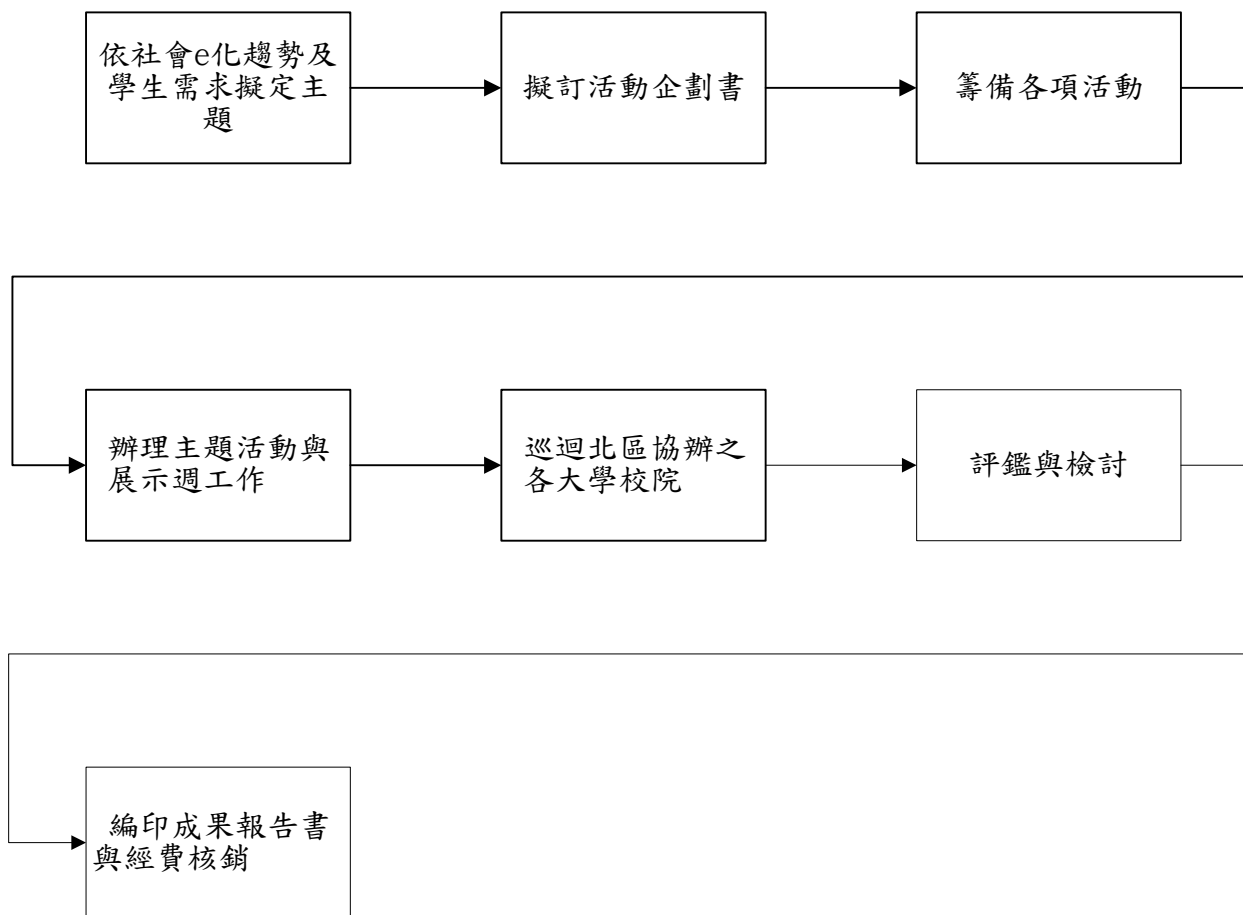 依社會e化趨勢及
學生需求擬定主
題
擬訂活動企劃書
籌備各項活動
辦理主題活動與
展示週工作
巡迴北區協辦之
各大學校院
評鑑與檢討
編印成果報告書
與經費核銷